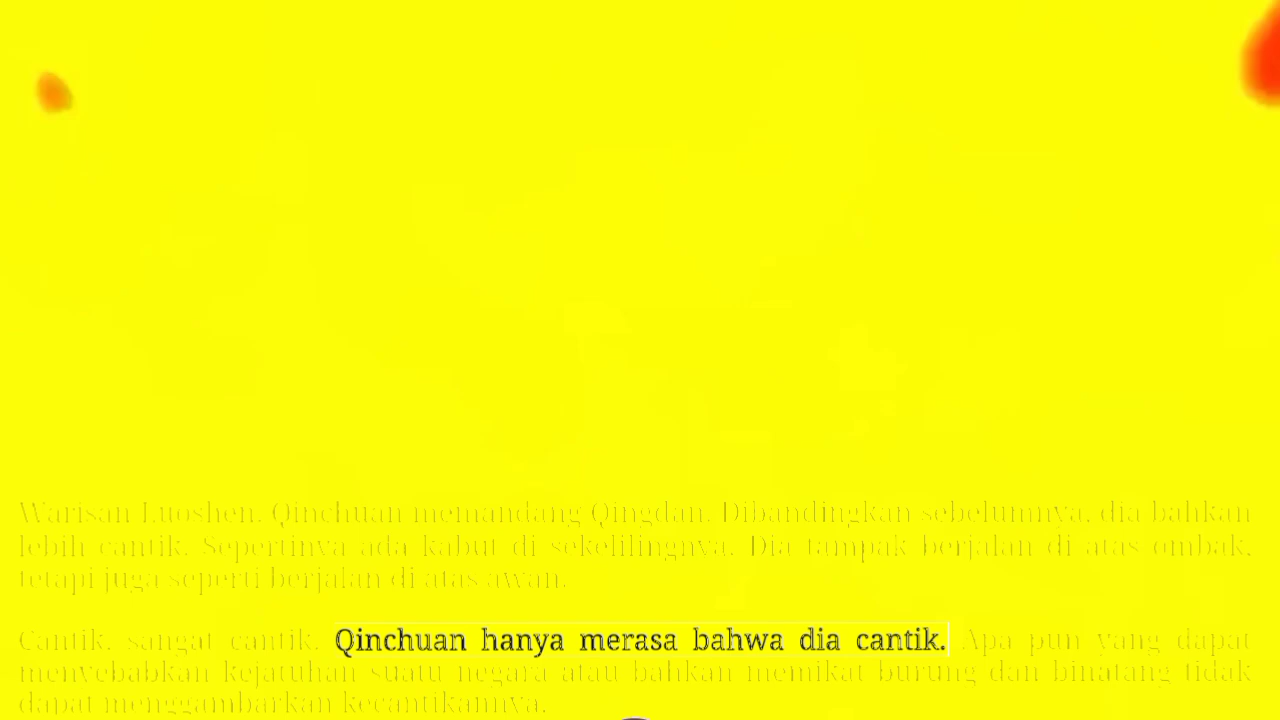 Warisan Luoshen. Qinchuan memandang Qingdan. Dibandingkan sebelumnya, dia bahkan
lebih cantik. Sepertinya ada kabut di sekelilingnya. Dia tampak berjalan di atas ombak,
tetapi juga seperti berjalan di atas awan.
Cantik, sangat cantik. Qinchuan hanya merasa bahwa dia cantik. Apa pun yang dapat
menyebabkan kejatuhan suatu negara atau bahkan memikat burung dan binatang tidak
dapat menggambarkan kecantikannya.